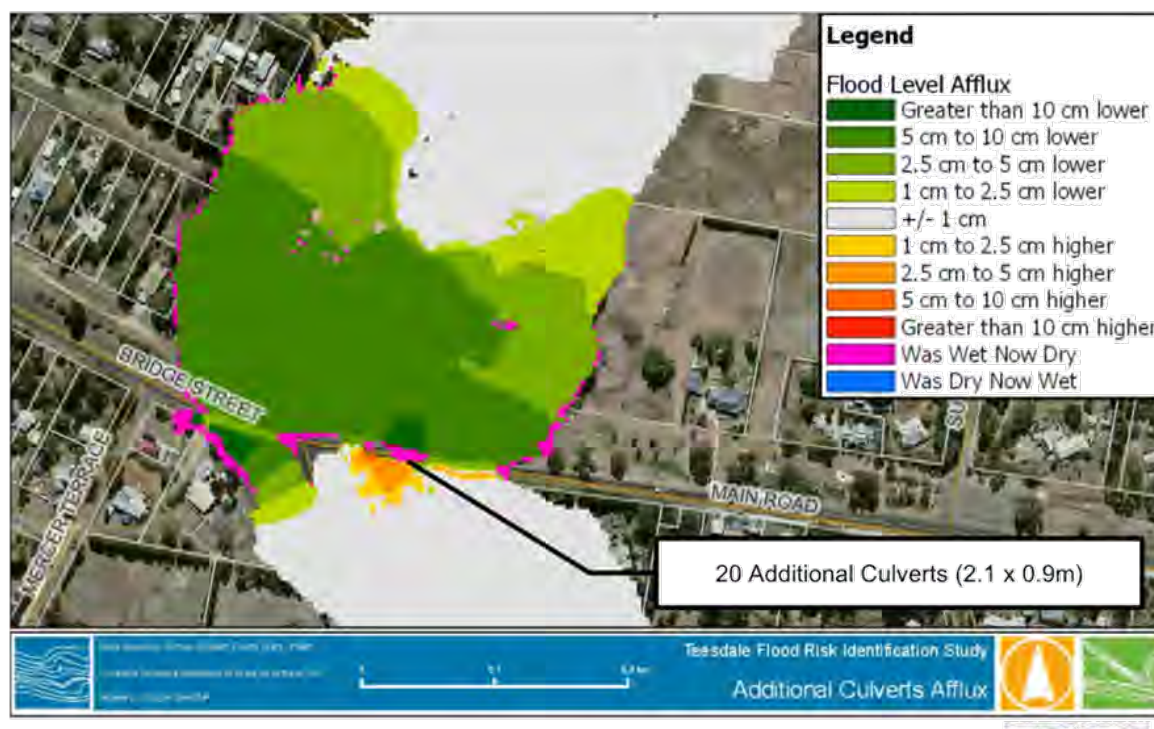 Legend
Flood Level Afflux
Greater than 10 cm lower
5 cm to 10 cm lower
2.5 cm to 5 cm lower
1 cm to 2.5 cm lower
+/- 1 cm
1 cm to 2.5 cm higher
2.5 cm to 5 cm higher
5 cm to 10 cm higher
Greater than 10 cm higher
Was Wet Now Dry
Was Dry Now Wet
BRIDGE STREET
MERCER TERRACE
MAIN ROAD
SU
20 Additional Culverts (2.1 x 0.9m)
Teesdale Flood Risk Identification Study
Additional Culverts Afflux